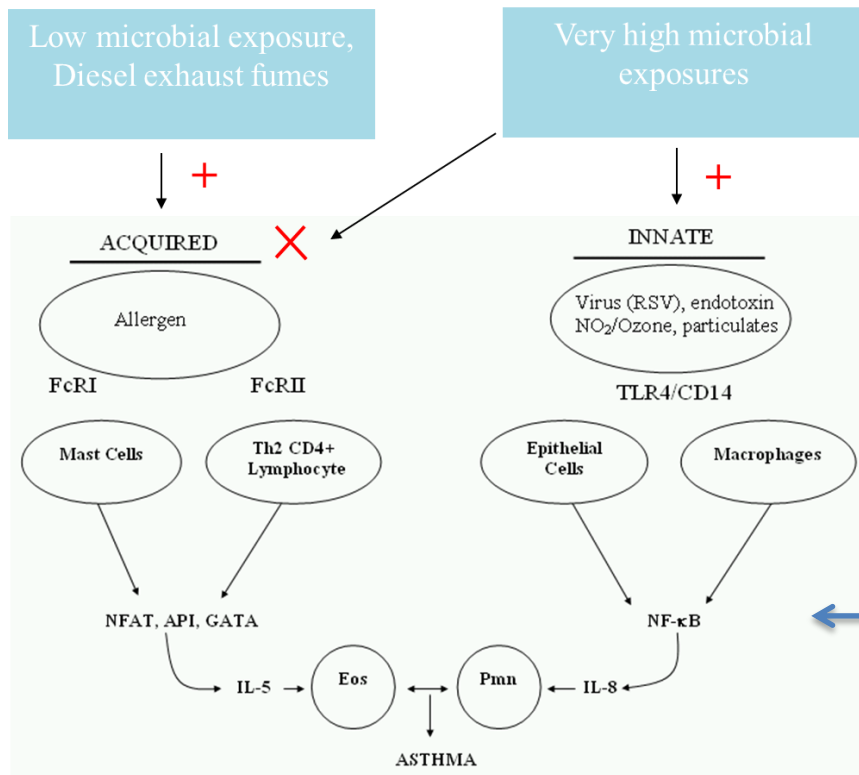 Low microbial exposure,
Diesel exhaust fumes
Very high microbial
exposures
+
+
ACQUIRED
INNATE
Allergen
Virus (RSV), endotoxin
NO₂/Ozone, particulates
FcRI
FcRII
TLR4/CD14
Mast Cells
Th2 CD4+
Lymphocyte
Epithelial
Cells
Macrophages
NFAT, API, GATA
NF-κB
IL-5
Eos
Pmn
IL-8
ASTHMA